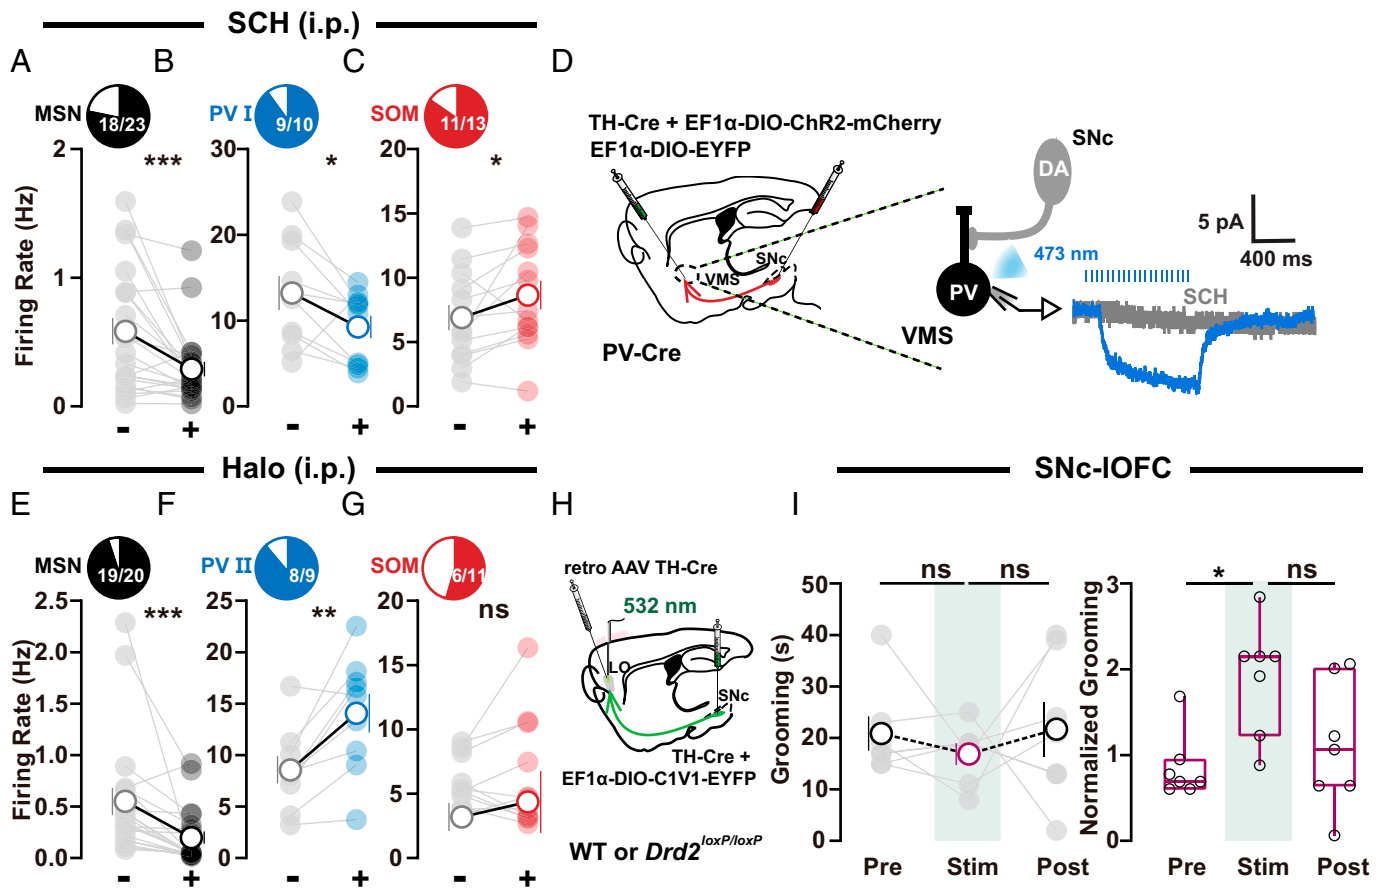 SCH (i.p.)
A
B
C
D
MSN
18/23
PV I
9/10
SOM
11/13
***
*
*
Firing Rate (Hz)
2
1
0
30
20
10
0
20
15
10
5
0
-
+
-
+
-
+
TH-Cre + EF1α-DIO-ChR2-mCherry
EF1α-DIO-EYFP
VMS
SNc
PV-Cre
SNc
DA
473 nm
PV
VMS
5 pA
400 ms
SCH
Halo (i.p.)
SNc-lOFC
E
F
G
H
I
MSN
19/20
PV II
8/9
SOM
6/11
***
**
ns
Firing Rate (Hz)
2.5
2.0
1.5
1.0
0.5
0.0
25
20
15
10
5
0
20
15
10
5
0
-
+
-
+
-
+
retro AAV TH-Cre
532 nm
LO
SNc
TH-Cre +
EF1α-DIO-C1V1-EYFP
WT or Drd2loxP/loxP
ns
ns
Grooming (s)
50
40
30
20
10
0
Pre
Stim
Post
*
ns
Normalized Grooming
3
2
1
0
Pre
Stim
Post